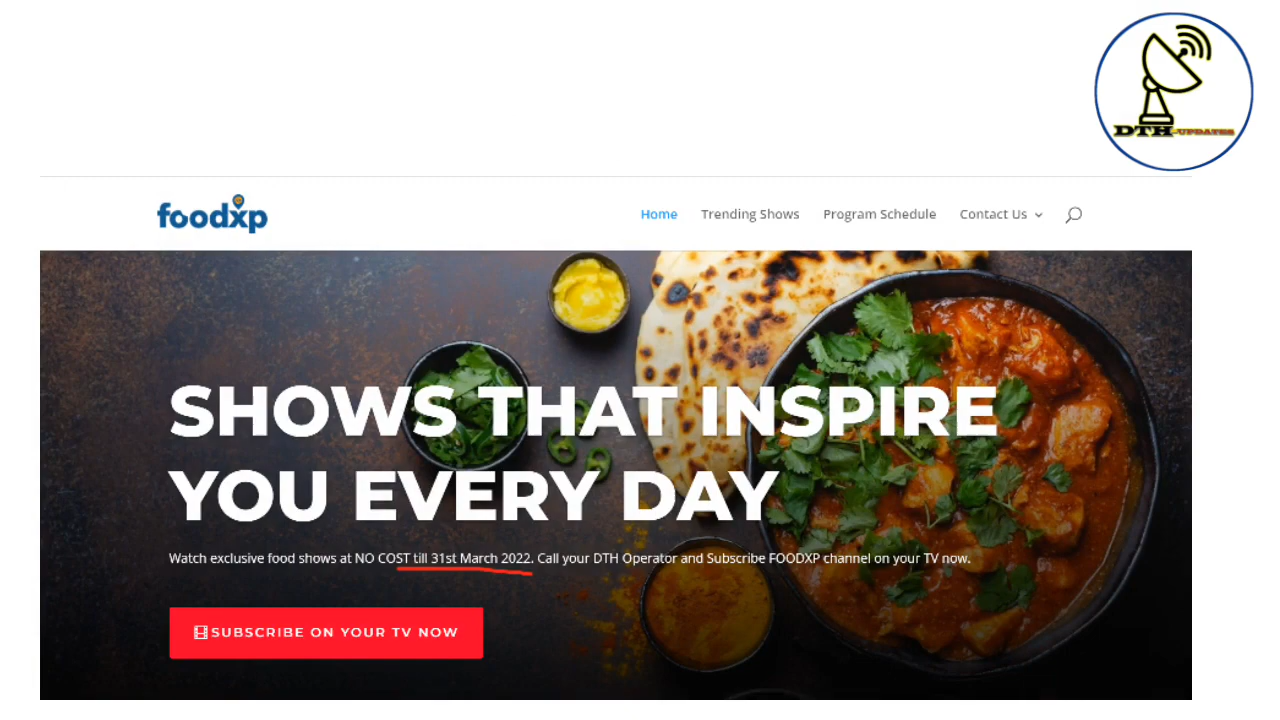 DTH-UPDATES
foodxp
Home Trending Shows Program Schedule Contact Us
SHOWS THAT INSPIRE
YOU EVERY DAY
Watch exclusive food shows at NO COST till 31st March 2022. Call your DTH Operator and Subscribe FOODXP channel on your TV now.
SUBSCRIBE ON YOUR TV NOW